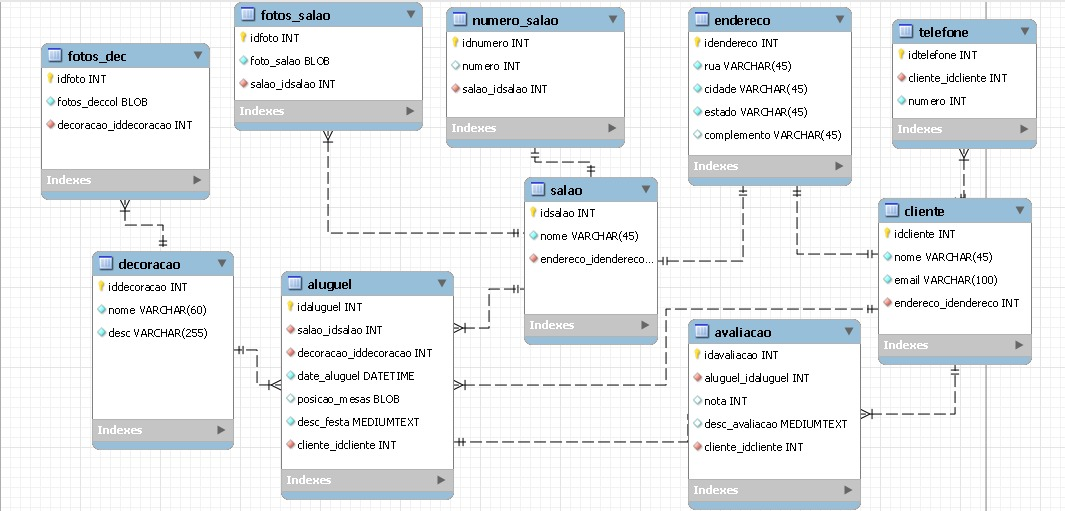 fotos_dec
idfoto INT
fotos_deccol BLOB
decoracao_iddecoracao INT
Indexes
fotos_salao
idfoto INT
foto_salao BLOB
salao_idsalao INT
Indexes
numero_salao
idnumero INT
numero INT
salao_idsalao INT
Indexes
endereco
idendereco INT
rua VARCHAR(45)
cidade VARCHAR(45)
estado VARCHAR(45)
complemento VARCHAR(45)
Indexes
telefone
idtelefone INT
cliente_idcliente INT
numero INT
Indexes
salao
idsalao INT
nome VARCHAR(45)
endereco_idendereco...
Indexes
cliente
idcliente INT
nome VARCHAR(45)
email VARCHAR(100)
endereco_idendereco INT
Indexes
decoracao
iddecoracao INT
nome VARCHAR(60)
desc VARCHAR(255)
Indexes
aluguel
idaluguel INT
salao_idsalao INT
decoracao_iddecoracao INT
date_aluguel DATETIME
posicao_mesas BLOB
desc_festa MEDIUMTEXT
cliente_idcliente INT
Indexes
avaliacao
idavaliacao INT
aluguel_idaluguel INT
nota INT
desc_avaliacao MEDIUMTEXT
cliente_idcliente INT
Indexes